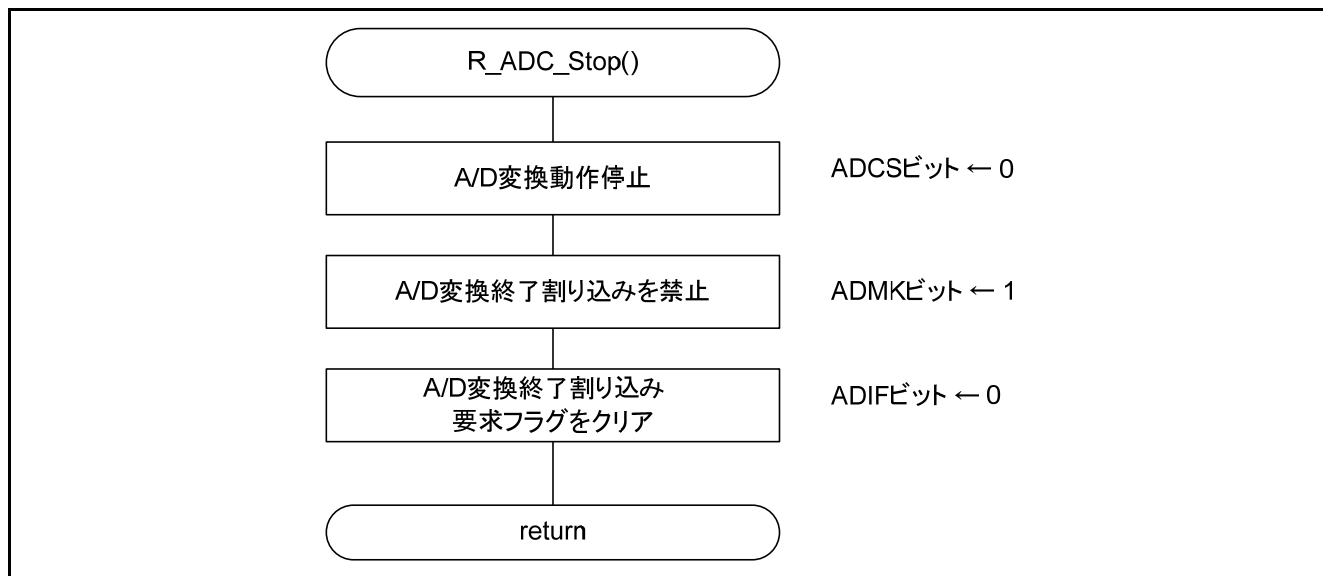 R_ADC_Stop()
A/D変換動作停止
ADCSビット ← 0
A/D変換終了割り込みを禁止
ADMKビット ← 1
A/D変換終了割り込み
要求フラグをクリア
ADIFビット ← 0
return